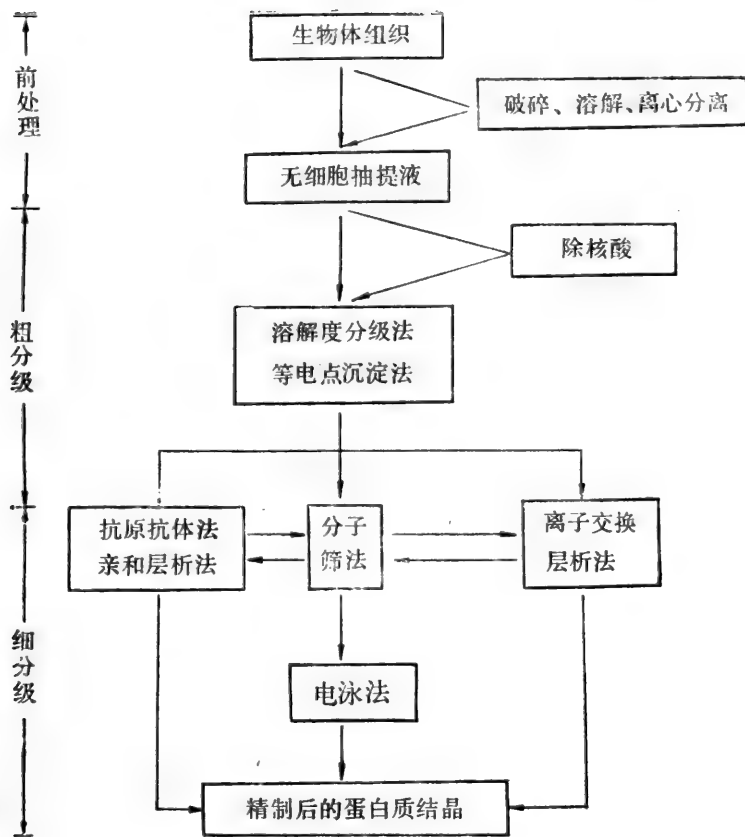 生物体组织
前处理
破碎、溶解、离心分离
无细胞抽提液
除核酸
粗分级
溶解度分级法
等电点沉淀法
抗原抗体法
亲和层析法
分子
筛法
离子交换
层析法
细分级
电泳法
精制后的蛋白质结晶